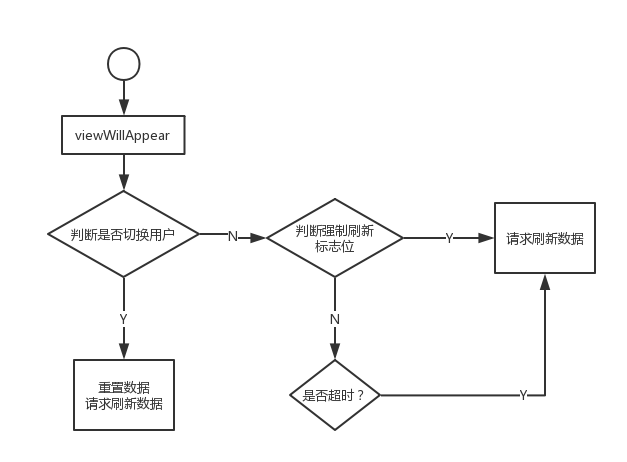 viewWillAppear
判断是否切换用户
N
判断强制刷新
标志位
Y
请求刷新数据
Y
N
重置数据
请求刷新数据
是否超时？
Y